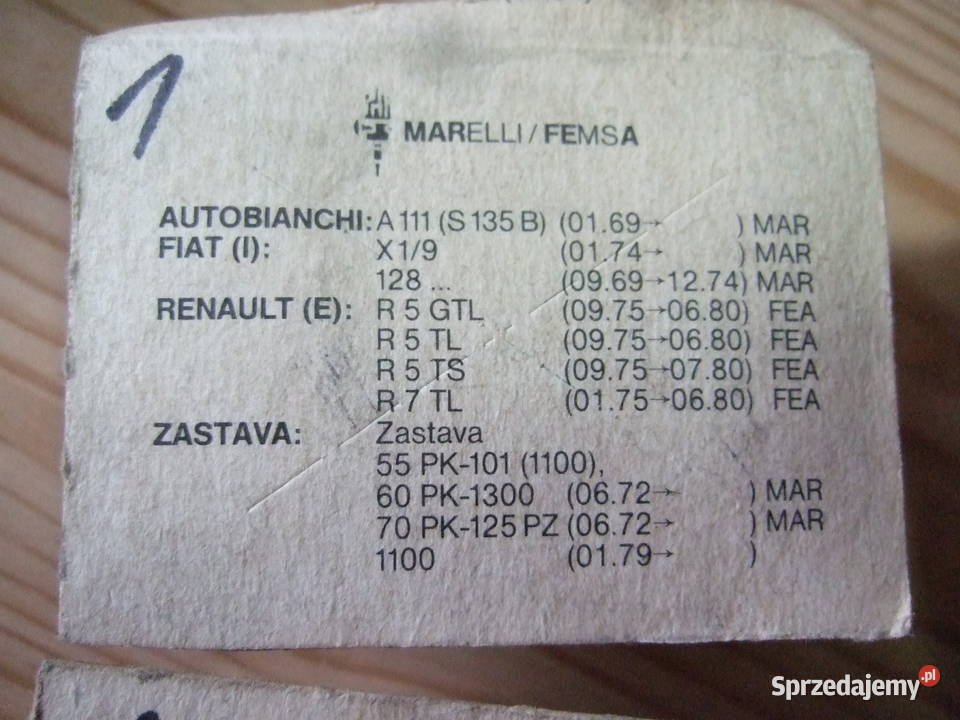 1
MARELLI/FEMSA
AUTOBIANCHI: A 111 (S 135 B) (01.69→ ) MAR
FIAT (I): X 1/9 (01.74→ ) MAR
128 ... (09.69→12.74) MAR
RENAULT (E): R 5 GTL (09.75→06.80) FEA
R 5 TL (09.75→06.80) FEA
R 5 TS (09.75→07.80) FEA
R 7 TL (01.75→06.80) FEA
ZASTAVA: Zastava
55 PK-101 (1100),
60 PK-1300 (06.72→ ) MAR
70 PK-125 PZ (06.72→ ) MAR
1100 (01.79→ )
Sprzedajemy.pl